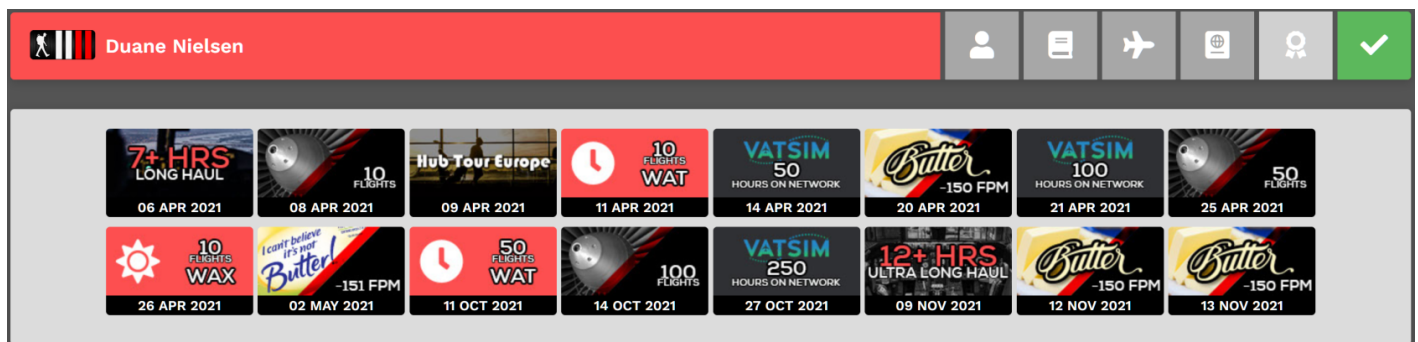 Duane Nielsen
7+ HRS
LONG HAUL
06 APR 2021
10
FLIGHTS
08 APR 2021
Hub Tour Europe
09 APR 2021
10
FLIGHTS
WAT
11 APR 2021
VATSIM
50
HOURS ON NETWORK
14 APR 2021
Butter
-150 FPM
20 APR 2021
VATSIM
100
HOURS ON NETWORK
21 APR 2021
50
FLIGHTS
25 APR 2021
10
FLIGHTS
WAX
26 APR 2021
I can't believe
it's not
Butter!
-151 FPM
02 MAY 2021
50
FLIGHTS
WAT
11 OCT 2021
100
FLIGHTS
14 OCT 2021
VATSIM
250
HOURS ON NETWORK
27 OCT 2021
12+ HRS
ULTRA LONG HAUL
09 NOV 2021
Butter
-150 FPM
12 NOV 2021
Butter
-150 FPM
13 NOV 2021